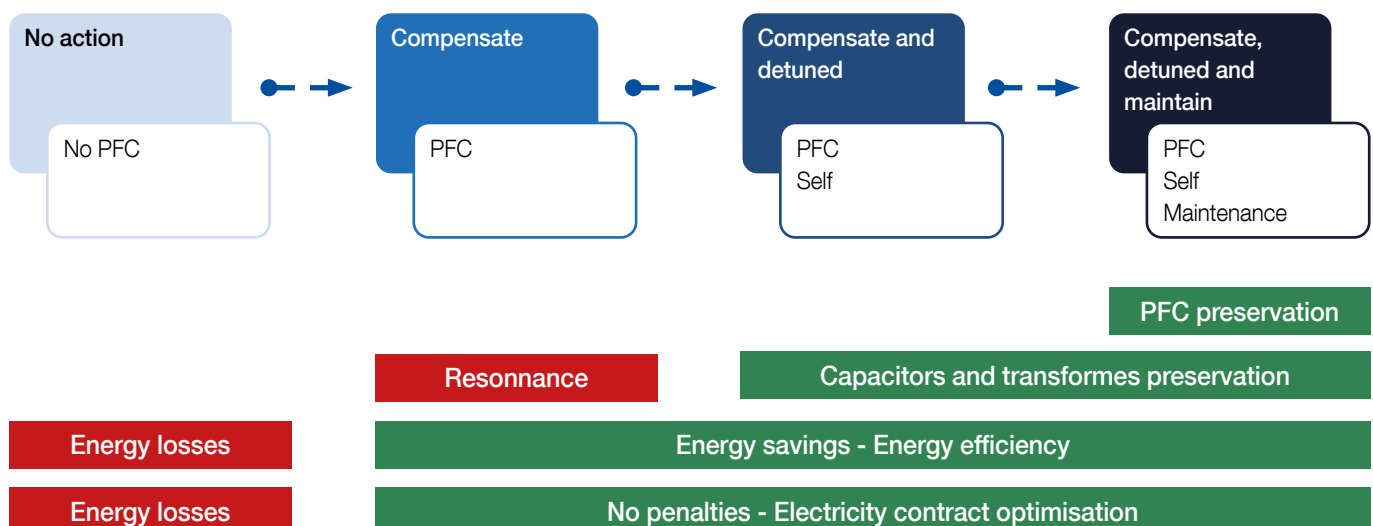 No action
No PFC
Compensate
PFC
Compensate and
detuned
PFC
Self
Compensate,
detuned and
maintain
PFC
Self
Maintenance
PFC preservation
Resonnance
Capacitors and transformes preservation
Energy losses
Energy savings - Energy efficiency
Energy losses
No penalties - Electricity contract optimisation